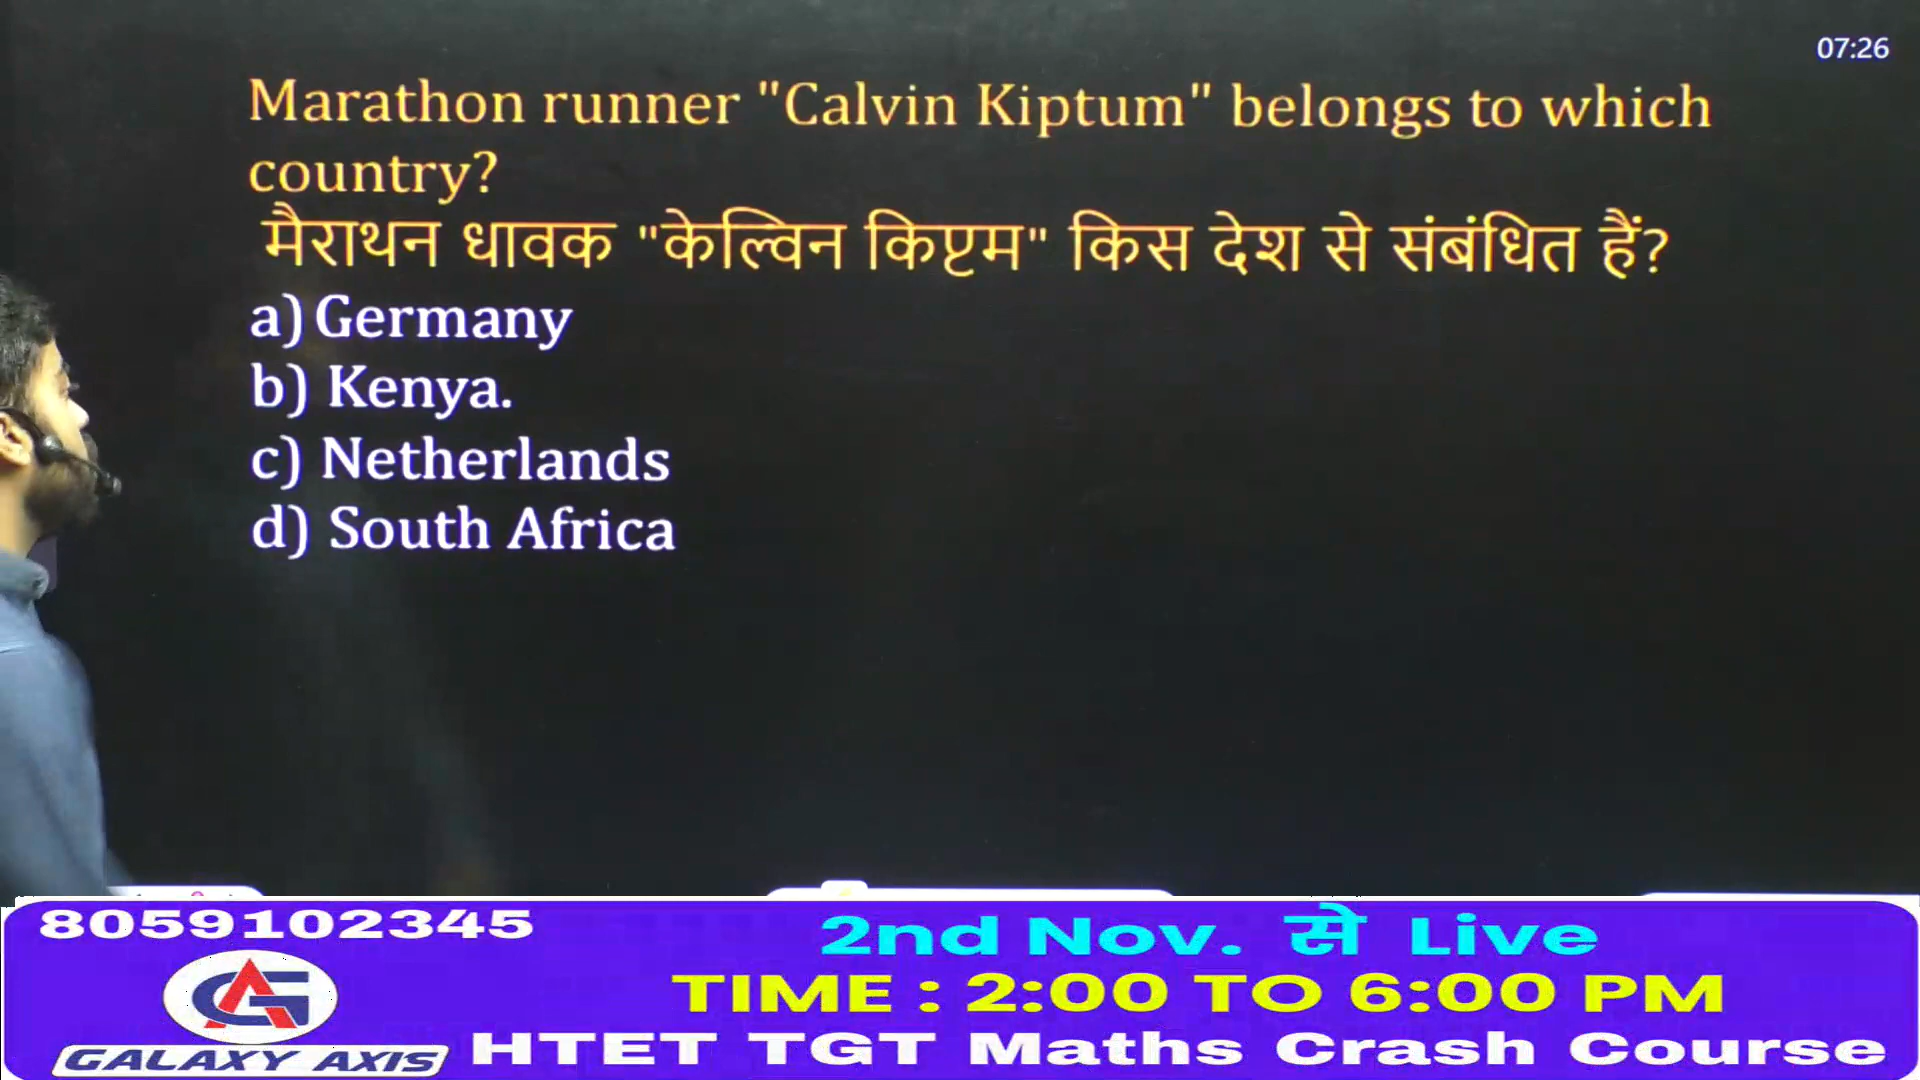 07:26
Marathon runner "Calvin Kiptum" belongs to which
country?
मैराथन धावक "केल्विन किप्टम" किस देश से संबंधित हैं?
a) Germany
b) Kenya.
c) Netherlands
d) South Africa
8059102345
2nd Nov. से Live
TIME : 2:00 TO 6:00 PM
HTET TGT Maths Crash Course
AG
GALAXY AXIS